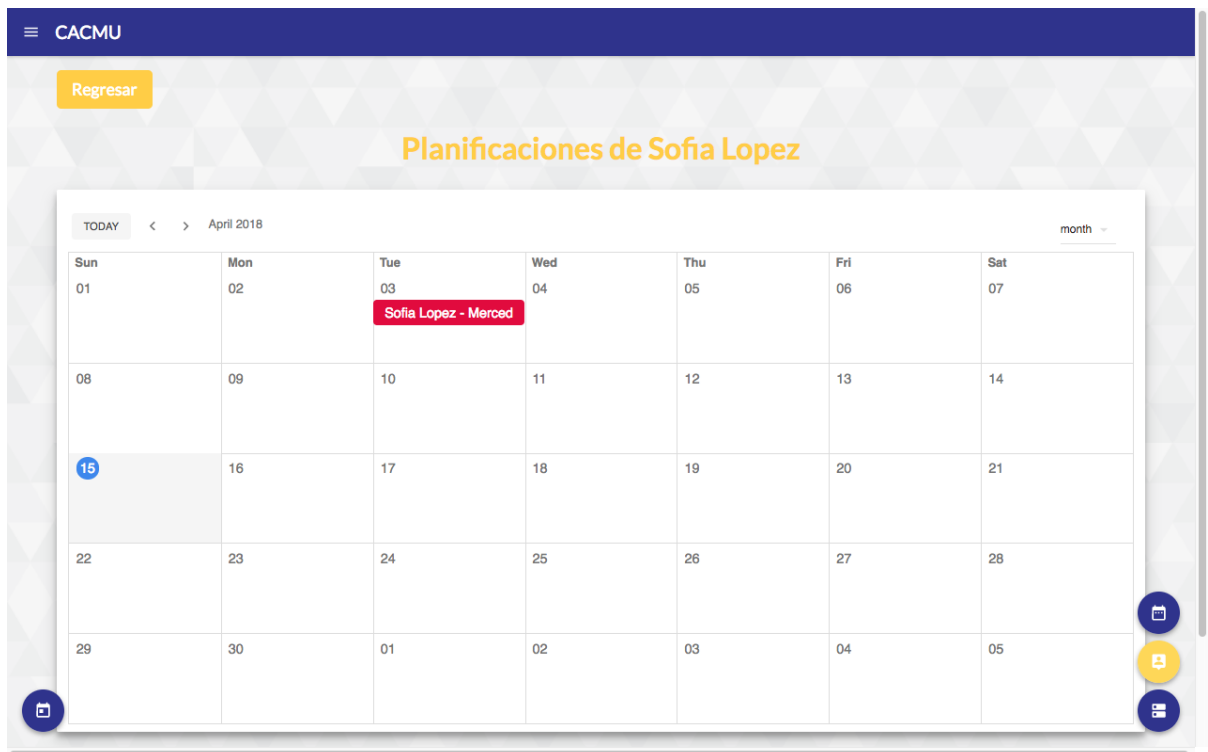 CACMU
Regresar
Planificaciones de Sofia Lopez
TODAY April 2018 month
Sun Mon Tue Wed Thu Fri Sat
01 02 03 04 05 06 07
Sofia Lopez - Merced
08 09 10 11 12 13 14
15 16 17 18 19 20 21
22 23 24 25 26 27 28
29 30 01 02 03 04 05